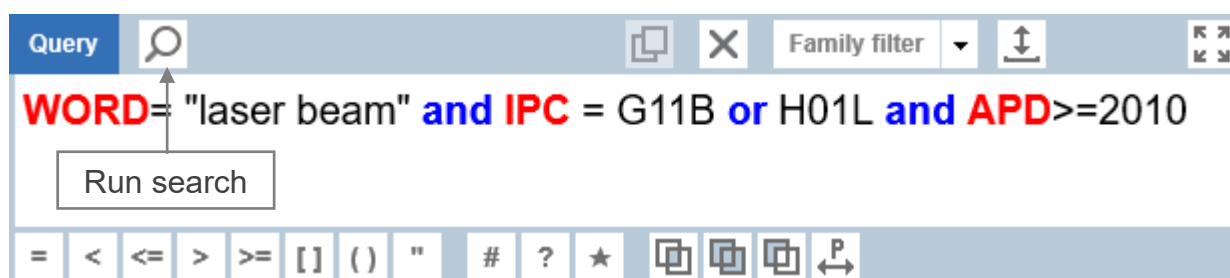 Query Family filter
WORD= "laser beam" and IPC = G11B or H01L and APD>=2010
Run search
= < <= > >= [ ] ( ) " # ? ★ P